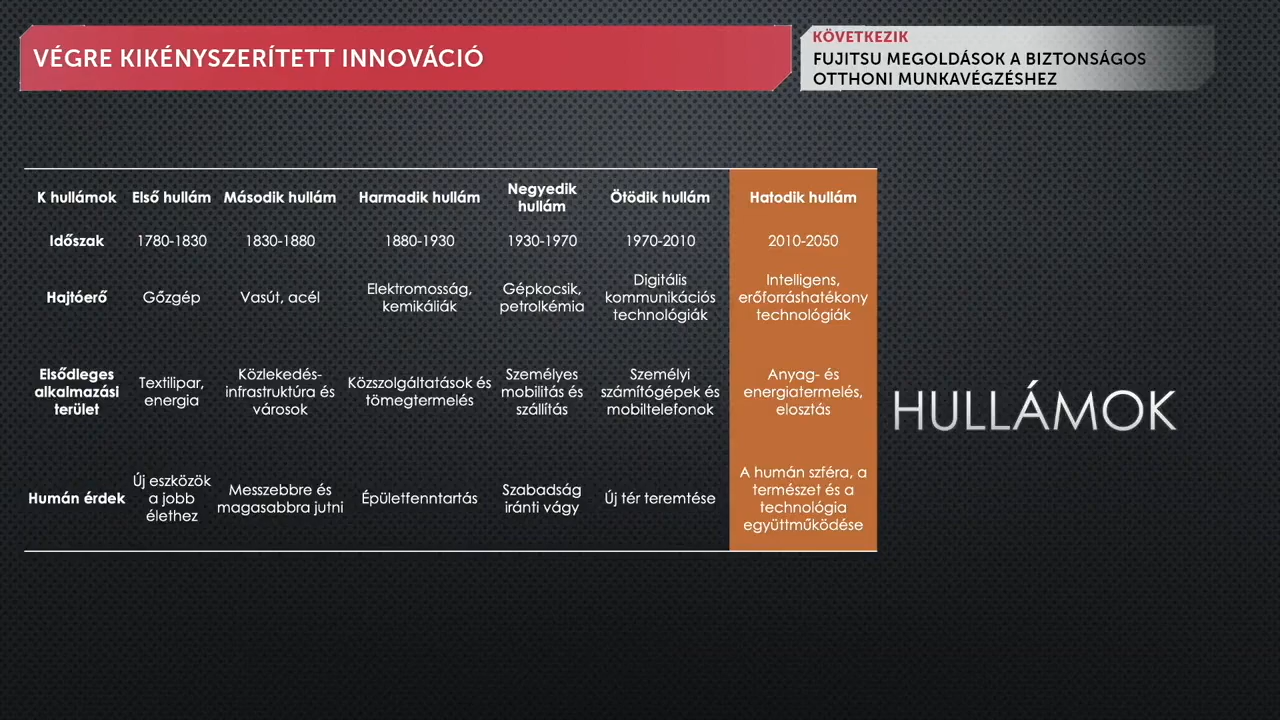 VÉGRE KIKÉNYSZERÍTETT INNOVÁCIÓ
KÖVETKEZIK
FUJITSU MEGOLDÁSOK A BIZTONSÁGOS
OTTHONI MUNKAVÉGZÉSHEZ
K hullámok Első hullám Második hullám Harmadik hullám Negyedik hullám Ötödik hullám Hatodik hullám
Időszak 1780-1830 1830-1880 1880-1930 1930-1970 1970-2010 2010-2050
Hajtóerő Gőzgép Vasút, acél Elektromosság, kemikáliák Gépkocsik, petrolkémia Digitális kommunikációs technológiák Intelligens, erőforráshatékony technológiák
Elsődleges alkalmazási terület Textilipar, energia Közlekedés-infrastruktúra és városok Közszolgáltatások és tömegtermelés Személyes mobilitás és szállítás Személyi számítógépek és mobiltelefonok Anyag- és energiatermelés, elosztás
Humán érdek Új eszközök a jobb élethez Messzebbre és magasabbra jutni Épületfenntartás Szabadság iránti vágy Új tér teremtése A humán szféra, a természet és a technológia együttműködése
HULLÁMOK